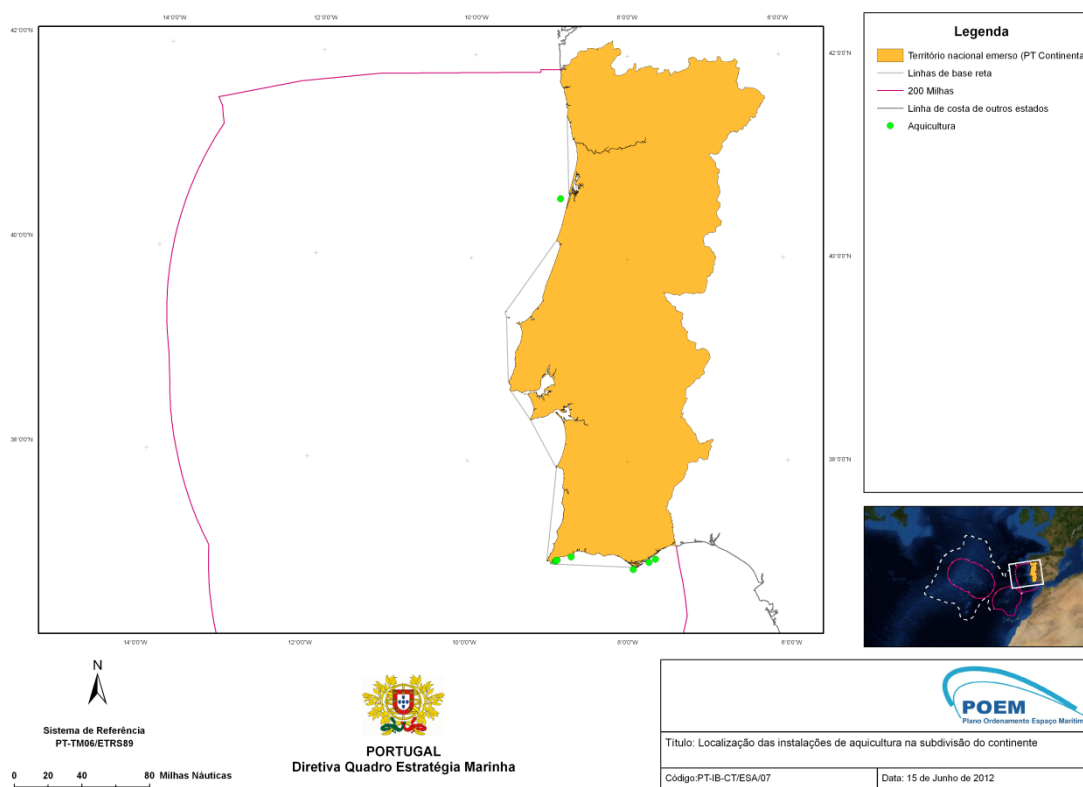 14°0'0"W
12°0'0"W
10°0'0"W
8°0'0"W
6°0'0"W
42°0'0"N
42°0'0"N
40°0'0"N
40°0'0"N
38°0'0"N
38°0'0"N
14°0'0"W
12°0'0"W
10°0'0"W
8°0'0"W
6°0'0"W
Legenda
Território nacional emerso (PT Continenta
Linhas de base reta
200 Milhas
Linha de costa de outros estados
Aquicultura
N
Sistema de Referência
PT-TM06/ETRS89
0 20 40 80 Milhas Náuticas
PORTUGAL
Diretiva Quadro Estratégia Marinha
POEM
Plano Ordenamento Espaço Marítim
Título: Localização das instalações de aquicultura na subdivisão do continente
Código:PT-IB-CT/ESA/07
Data: 15 de Junho de 2012